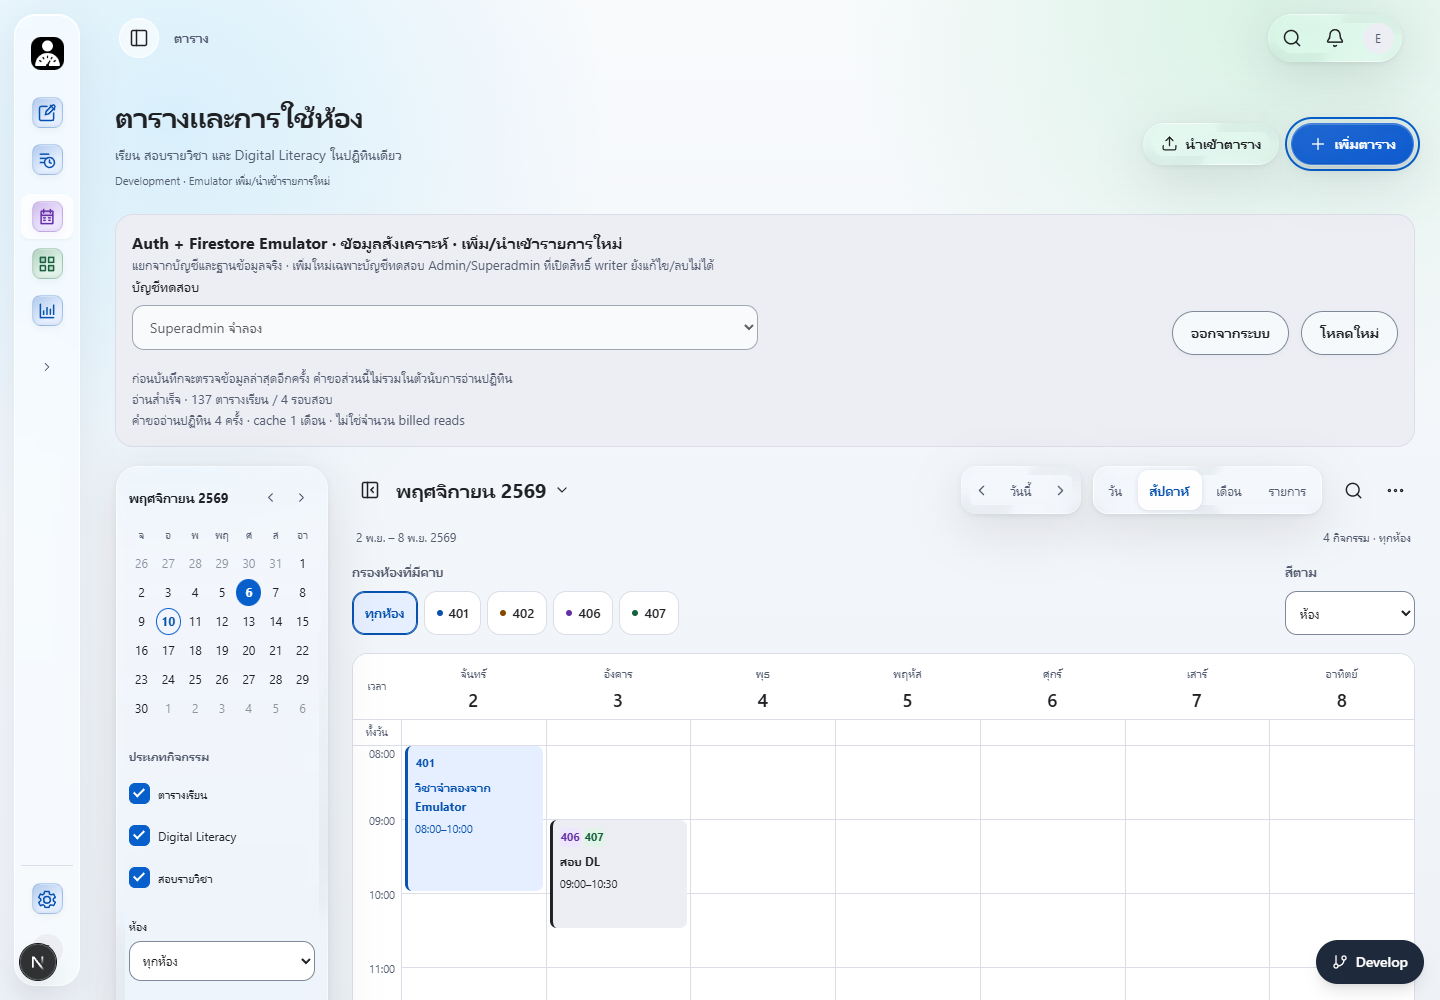 ตาราง
E
ตารางและการใช้ห้อง
เรียน สอบรายวิชา และ Digital Literacy ในปฏิทินเดียว
Development · Emulator เพิ่ม/นำเข้ารายการใหม่
นำเข้าตาราง
เพิ่มตาราง
Auth + Firestore Emulator · ข้อมูลสังเคราะห์ · เพิ่ม/นำเข้ารายการใหม่
แยกจากบัญชีและฐานข้อมูลจริง · เพิ่มใหม่เฉพาะบัญชีทดสอบ Admin/Superadmin ที่เปิดสิทธิ์ writer ยังแก้ไข/ลบไม่ได้
บัญชีทดสอบ
Superadmin จำลอง
ออกจากระบบ
โหลดใหม่
ก่อนบันทึกจะตรวจข้อมูลล่าสุดอีกครั้ง คำขอส่วนนี้ไม่รวมในตัวนับการอ่านปฏิทิน
อ่านสำเร็จ · 137 ตารางเรียน / 4 รอบสอบ
คำขออ่านปฏิทิน 4 ครั้ง · cache 1 เดือน · ไม่ใช่จำนวน billed reads
พฤศจิกายน 2569
จ อ พ พฤ ศ ส อา
26 27 28 29 30 31 1
2 3 4 5 6 7 8
9 10 11 12 13 14 15
16 17 18 19 20 21 22
23 24 25 26 27 28 29
30 1 2 3 4 5 6
ประเภทกิจกรรม
ตารางเรียน
Digital Literacy
สอบรายวิชา
ห้อง
ทุกห้อง
N
พฤศจิกายน 2569
วันนี้
วัน สัปดาห์ เดือน รายการ
2 พ.ย. – 8 พ.ย. 2569
4 กิจกรรม · ทุกห้อง
กรองห้องที่มีคาบ
ทุกห้อง 401 402 406 407
สีตาม
ห้อง
เวลา
จันทร์ อังคาร พุธ พฤหัส ศุกร์ เสาร์ อาทิตย์
2 3 4 5 6 7 8
ทั้งวัน
08:00
09:00
10:00
11:00
401
วิชาจำลองจาก
Emulator
08:00–10:00
406 407
สอบ DL
09:00–10:30
Develop